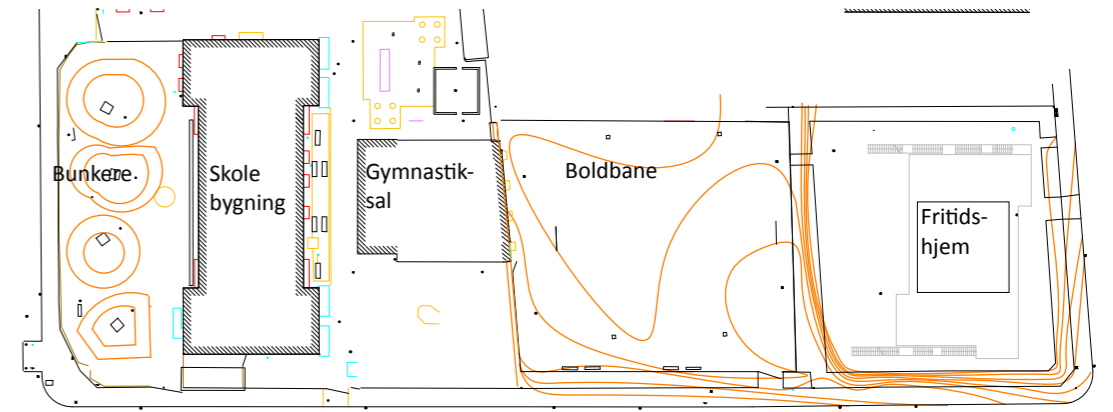 Bunkere
Skole
bygning
Gymnastik-
sal
Boldbane
Fritids-
hjem